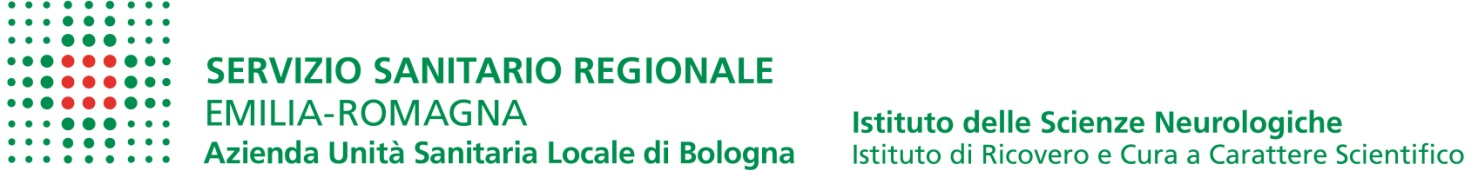 SERVIZIO SANITARIO REGIONALE
EMILIA-ROMAGNA
Azienda Unità Sanitaria Locale di Bologna
Istituto delle Scienze Neurologiche
Istituto di Ricovero e Cura a Carattere Scientifico